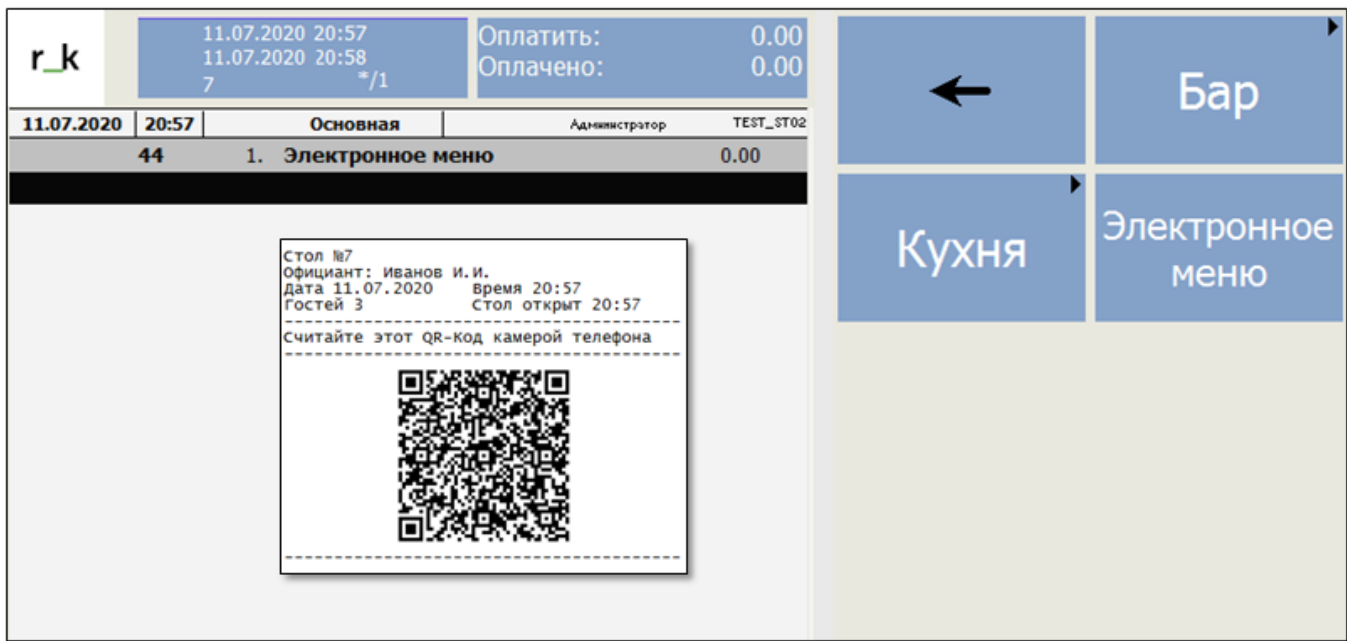 r_k
11.07.2020 20:57
11.07.2020 20:58
7 */1
Оплатить: 0.00
Оплачено: 0.00
11.07.2020 20:57 Основная Администратор TEST_ST02
44 1. Электронное меню 0.00
Стол №7
Официант: Иванов И.И.
Дата 11.07.2020 Время 20:57
Гостей 3 Стол открыт 20:57
Считайте этот QR-Код камерой телефона
Бар
Кухня
Электронное
меню